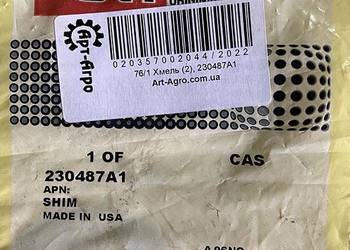 Арт-Агро
020357002044/2022
76/1 Хмель (2), 230487A1
Art-Agro.com.ua
1 OF
CAS
230487A1
APN:
SHIM
MADE IN USA